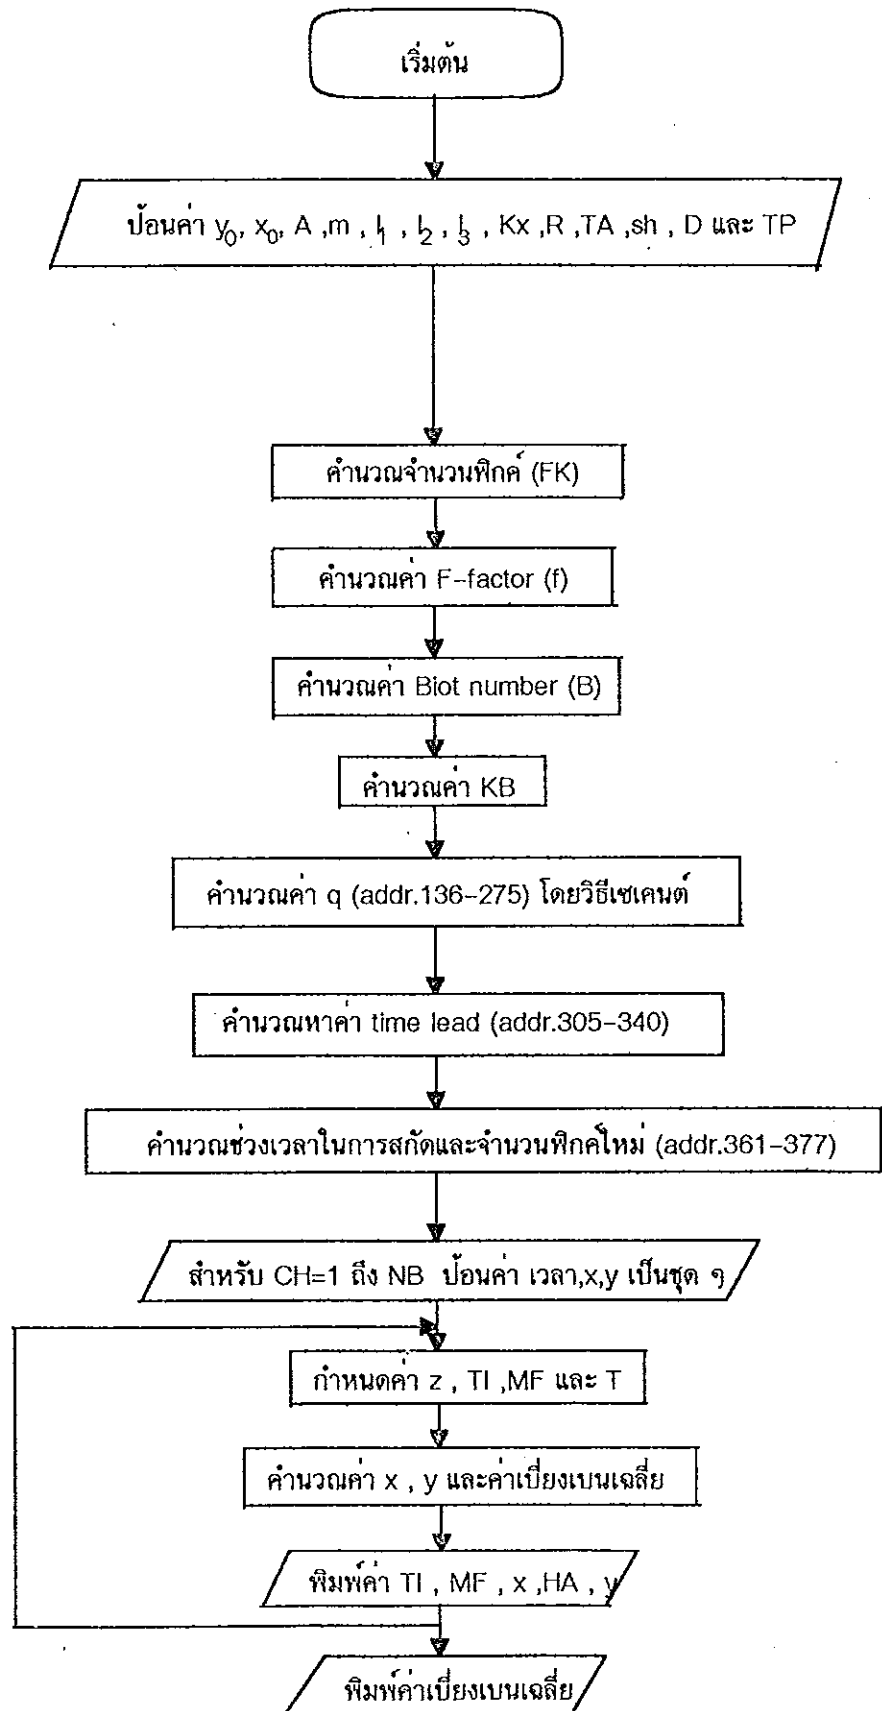 เริ่มต้น
ป้อนค่า y0, x0, A ,m , l1 , l2 , l3 , Kx ,R ,TA ,sh , D และ TP
คำนวณจำนวนฟิกค์ (FK)
คำนวณค่า F-factor (f)
คำนวณค่า Biot number (B)
คำนวณค่า KB
คำนวณค่า q (addr.136-275) โดยวิธีเซเคนต์
คำนวณหาค่า time lead (addr.305-340)
คำนวณช่วงเวลาในการสกัดและจำนวนฟิกค์ใหม่ (addr.361-377)
สำหรับ CH=1 ถึง NB ป้อนค่า เวลา,x,y เป็นชุด ๆ
กำหนดค่า z , TI ,MF และ T
คำนวณค่า x , y และค่าเบี่ยงเบนเฉลี่ย
พิมพ์ค่า TI , MF , x ,HA , y
พิมพ์ค่าเบี่ยงเบนเฉลี่ย